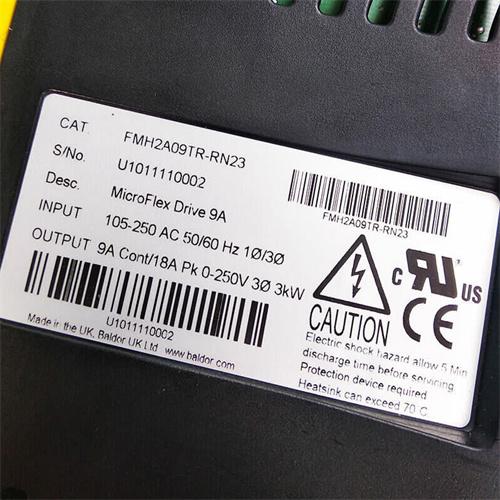 CAT. FMH2A09TR-RN23
S/No. U1011110002
Desc. MicroFlex Drive 9A
INPUT 105-250 AC 50/60 Hz 1Ø/3Ø
OUTPUT 9A Cont/18A Pk 0-250V 3Ø 3kW
U1011110002
Made in the UK, Baldor UK Ltd www.baldor.com
FMH2A09TR-RN23
c RU US
CE
CAUTION
Electric shock hazard allow 5 Min
discharge time before servicing.
Protection device required
Heatsink can exceed 70°C